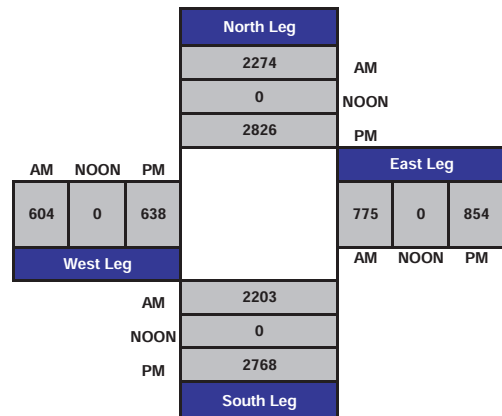 North Leg
2274 AM
0 NOON
2826 PM
East Leg
AM NOON PM
604 0 638
775 0 854
West Leg
AM NOON PM
AM 2203
NOON 0
PM 2768
South Leg